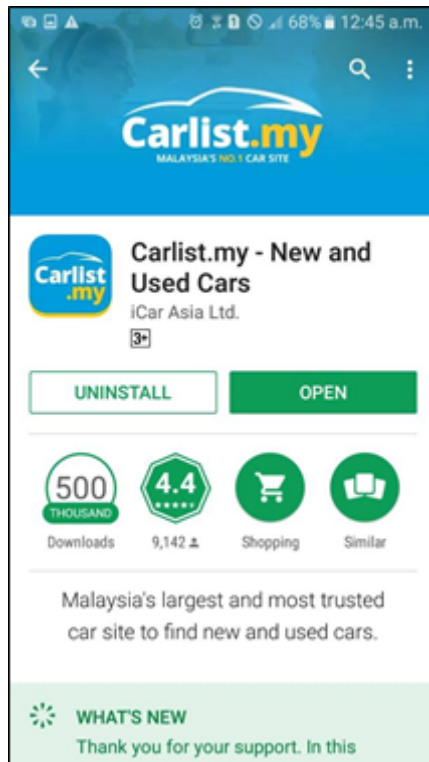 68% 12:45 a.m.
Carlist.my
MALAYSIA'S NO.1 CAR SITE
Carlist
.my
Carlist.my - New and
Used Cars
iCar Asia Ltd.
3+
UNINSTALL
OPEN
500
THOUSAND
Downloads
4.4
9,142
Shopping
Similar
Malaysia's largest and most trusted
car site to find new and used cars.
WHAT'S NEW
Thank you for your support. In this